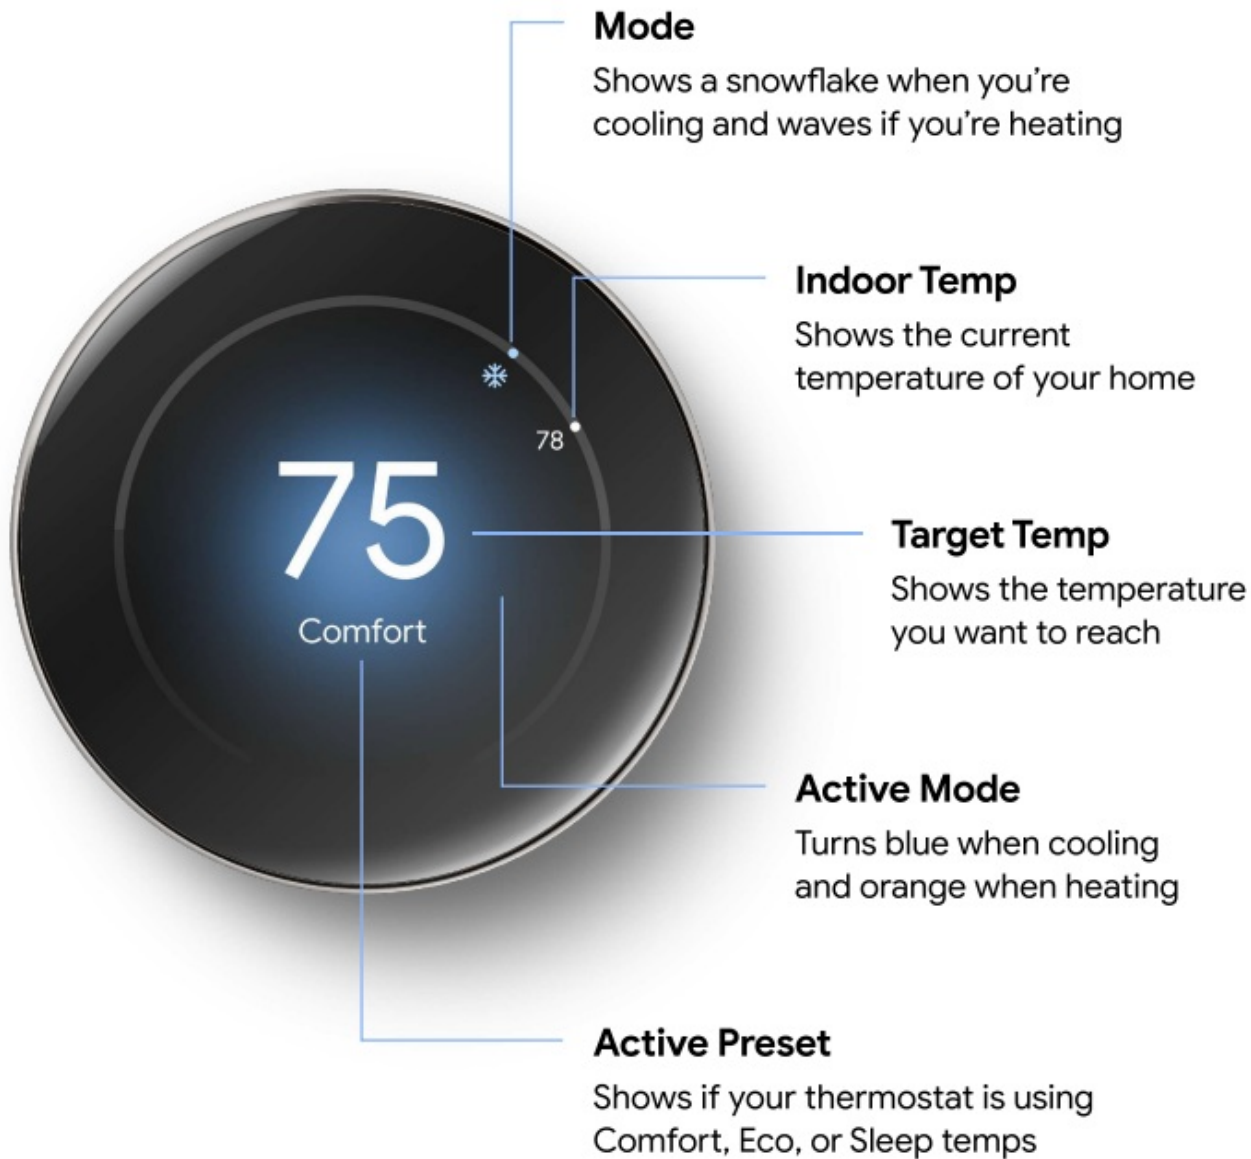 Mode
Shows a snowflake when you’re
cooling and waves if you’re heating
Indoor Temp
Shows the current
temperature of your home
78
75
Comfort
Target Temp
Shows the temperature
you want to reach
Active Mode
Turns blue when cooling
and orange when heating
Active Preset
Shows if your thermostat is using
Comfort, Eco, or Sleep temps